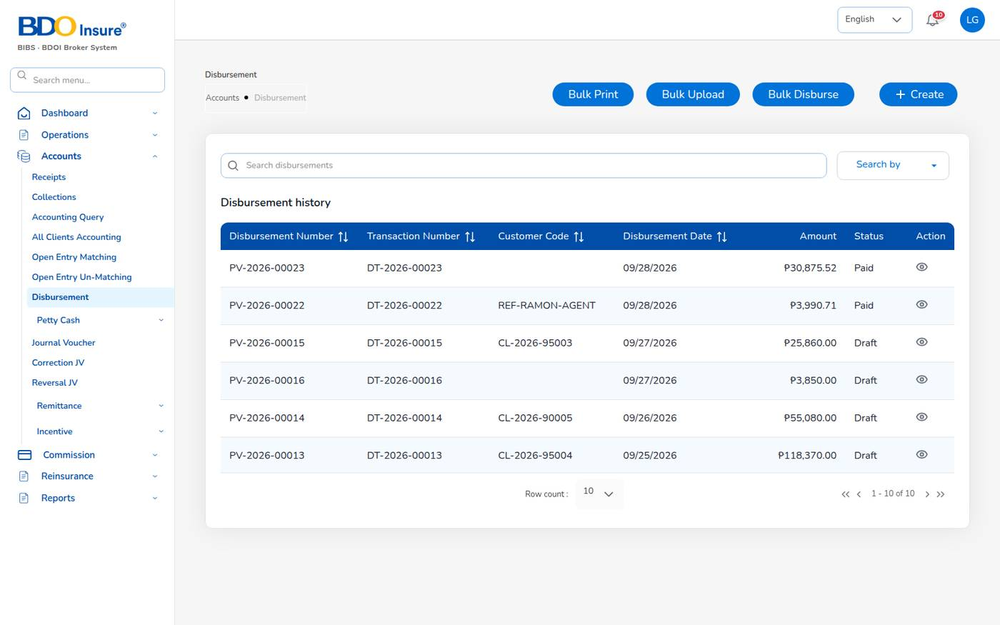 BDO Insure®
BIBS · BDOI Broker System
Search menu...
Dashboard
Operations
Accounts
Receipts
Collections
Accounting Query
All Clients Accounting
Open Entry Matching
Open Entry Un-Matching
Disbursement
Petty Cash
Journal Voucher
Correction JV
Reversal JV
Remittance
Incentive
Commission
Reinsurance
Reports
English
10
LG
Disbursement
Accounts • Disbursement
Bulk Print
Bulk Upload
Bulk Disburse
+ Create
Search disbursements
Search by
Disbursement history
Disbursement Number Transaction Number Customer Code Disbursement Date Amount Status Action
PV-2026-00023 DT-2026-00023 09/28/2026 ₱30,875.52 Paid
PV-2026-00022 DT-2026-00022 REF-RAMON-AGENT 09/28/2026 ₱3,990.71 Paid
PV-2026-00015 DT-2026-00015 CL-2026-95003 09/27/2026 ₱25,860.00 Draft
PV-2026-00016 DT-2026-00016 09/27/2026 ₱3,850.00 Draft
PV-2026-00014 DT-2026-00014 CL-2026-90005 09/26/2026 ₱55,080.00 Draft
PV-2026-00013 DT-2026-00013 CL-2026-95004 09/25/2026 ₱118,370.00 Draft
Row count : 10
1 - 10 of 10